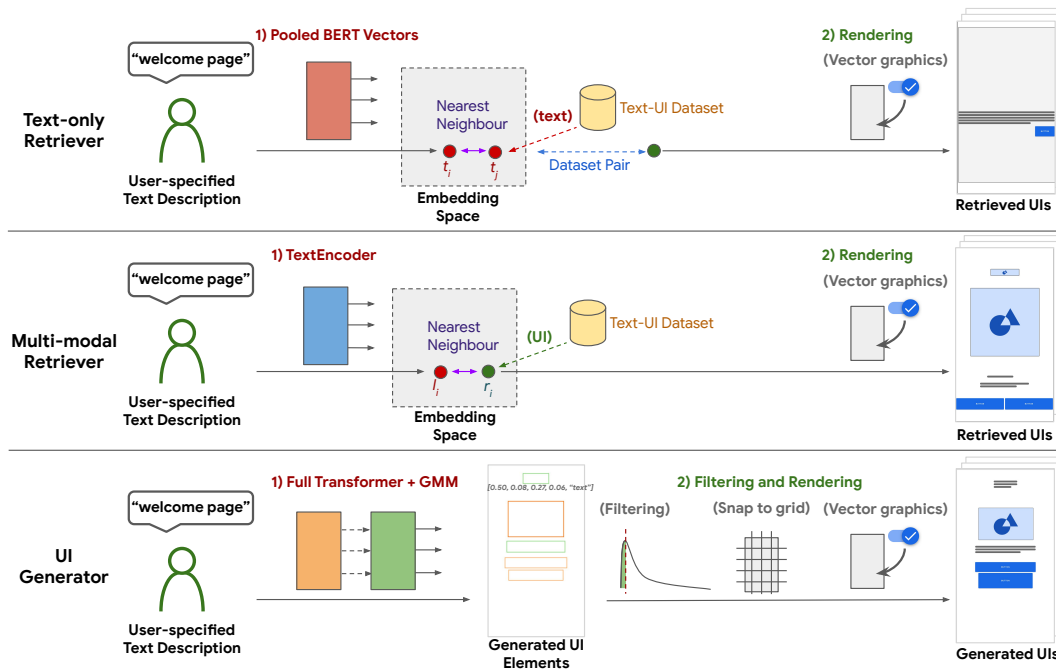 1) Pooled BERT Vectors
2) Rendering
(Vector graphics)
"welcome page"
Text-only
Retriever
Nearest
Neighbour
(text)
Text-UI Dataset
t_i
t_j
Dataset Pair
User-specified
Text Description
Embedding
Space
Retrieved UIs
1) TextEncoder
2) Rendering
(Vector graphics)
"welcome page"
Multi-modal
Retriever
Nearest
Neighbour
(UI)
Text-UI Dataset
l_i
r_i
User-specified
Text Description
Embedding
Space
Retrieved UIs
1) Full Transformer + GMM
2) Filtering and Rendering
"welcome page"
[0.50, 0.08, 0.27, 0.06, "text"]
(Filtering)
(Snap to grid)
(Vector graphics)
UI
Generator
User-specified
Text Description
Generated UI
Elements
Generated UIs